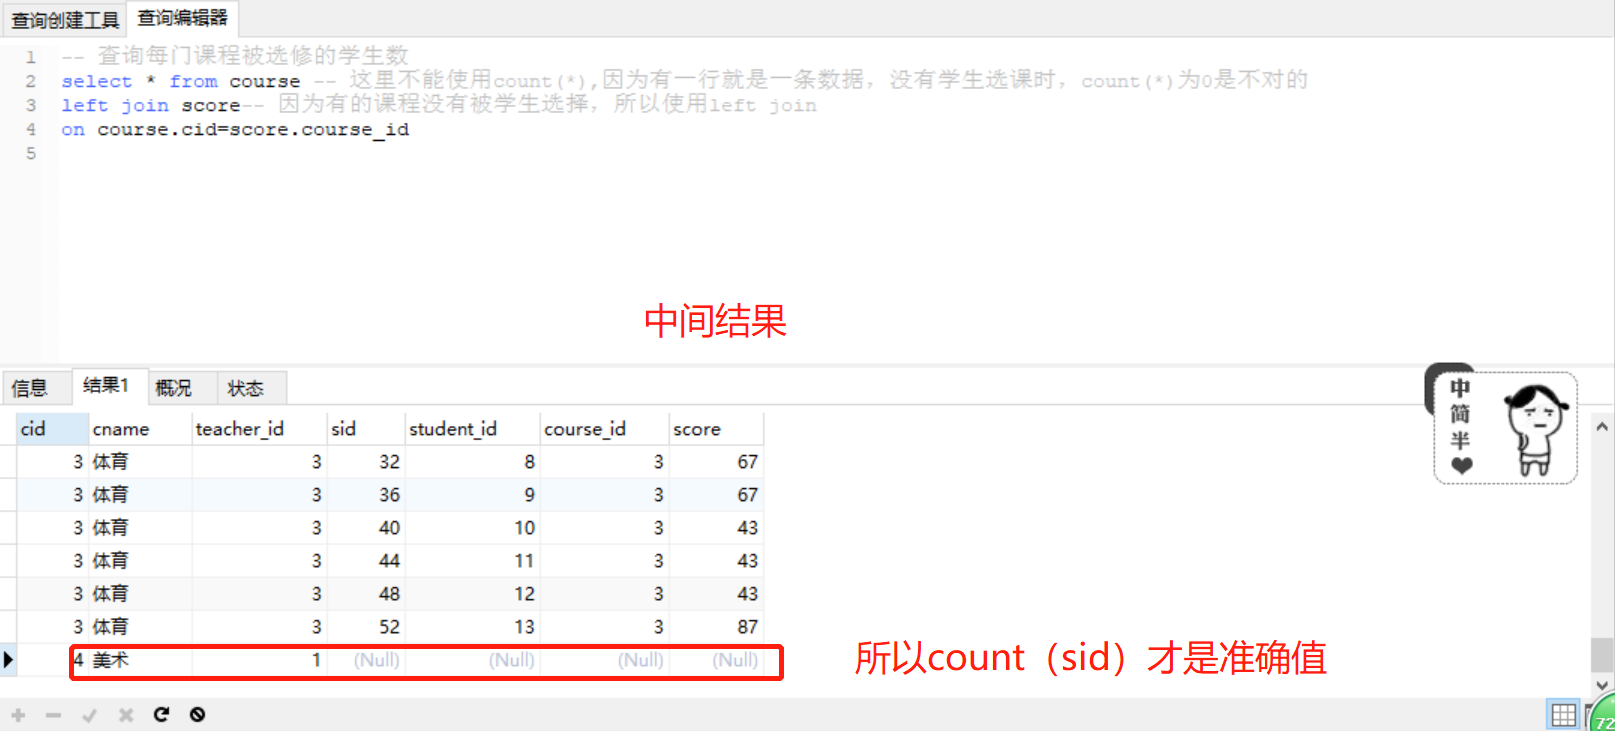 查询创建工具 查询编辑器
1 -- 查询每门课程被选修的学生数
2 select * from course -- 这里不能使用count(*),因为有一行就是一条数据，没有学生选课时，count(*)为0是不对的
3 left join score-- 因为有的课程没有被学生选择，所以使用left join
4 on course.cid=score.course_id
5
中间结果
信息 结果1 概况 状态
中
简
半
cid cname teacher_id sid student_id course_id score
3 体育 3 32 8 3 67
3 体育 3 36 9 3 67
3 体育 3 40 10 3 43
3 体育 3 44 11 3 43
3 体育 3 48 12 3 43
3 体育 3 52 13 3 87
4 美术 1 (Null) (Null) (Null) (Null)
所以count（sid）才是准确值
72